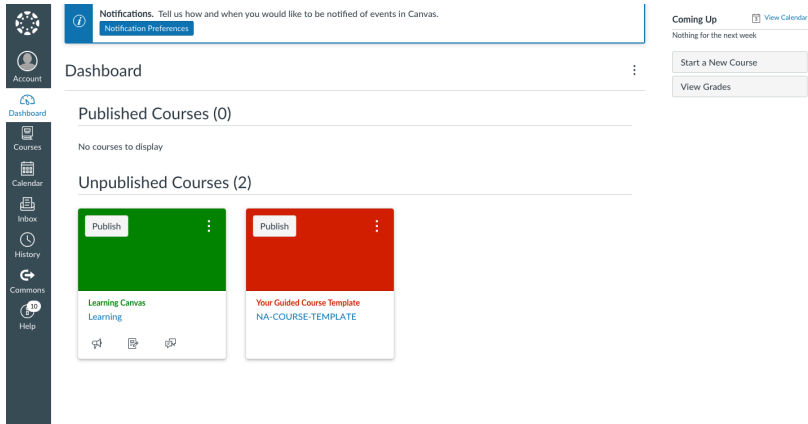 Notifications. Tell us how and when you would like to be notified of events in Canvas.
Notification Preferences
Account
Dashboard
Courses
Calendar
Inbox
History
Commons
10
Help
Dashboard
Published Courses (0)
No courses to display
Unpublished Courses (2)
Publish
Learning Canvas
Learning
Publish
Your Guided Course Template
NA-COURSE-TEMPLATE
Coming Up
View Calendar
Nothing for the next week
Start a New Course
View Grades